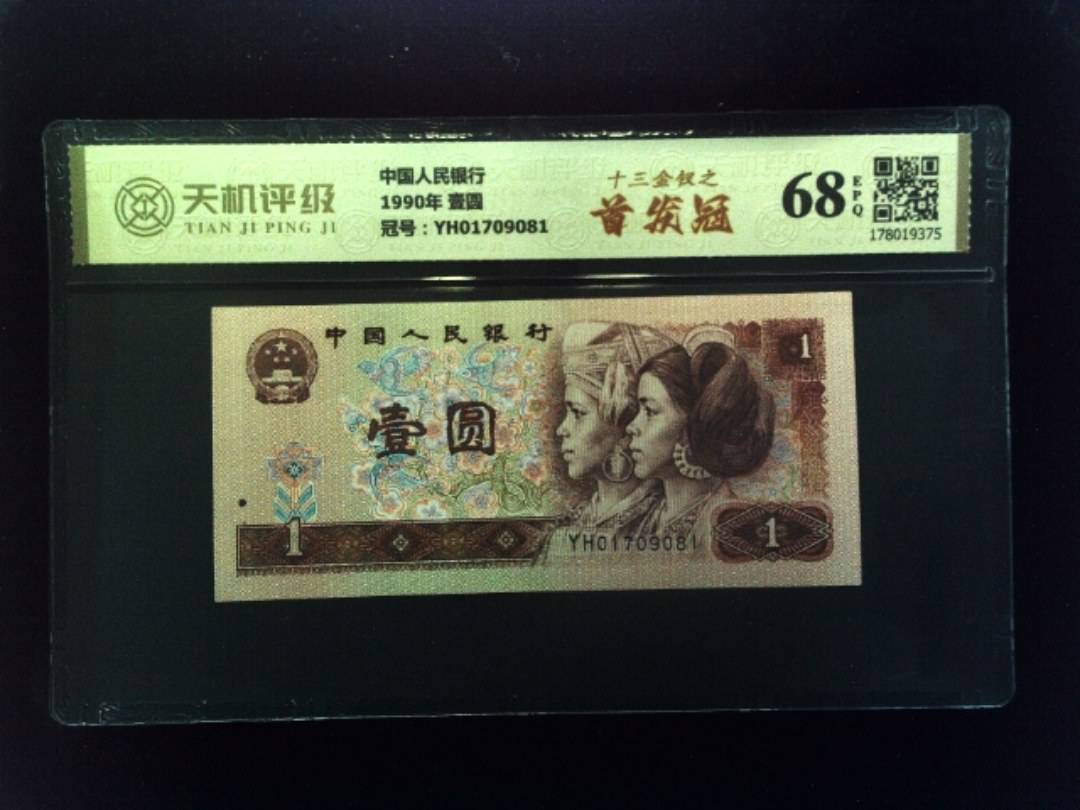 天机评级
TIAN JI PING JI
中国人民银行
1990年 壹圆
冠号：YH01709081
十三金钗之
首发冠
68
EPQ
178019375
中国人民银行
壹圆
1
1
YH01709081
1